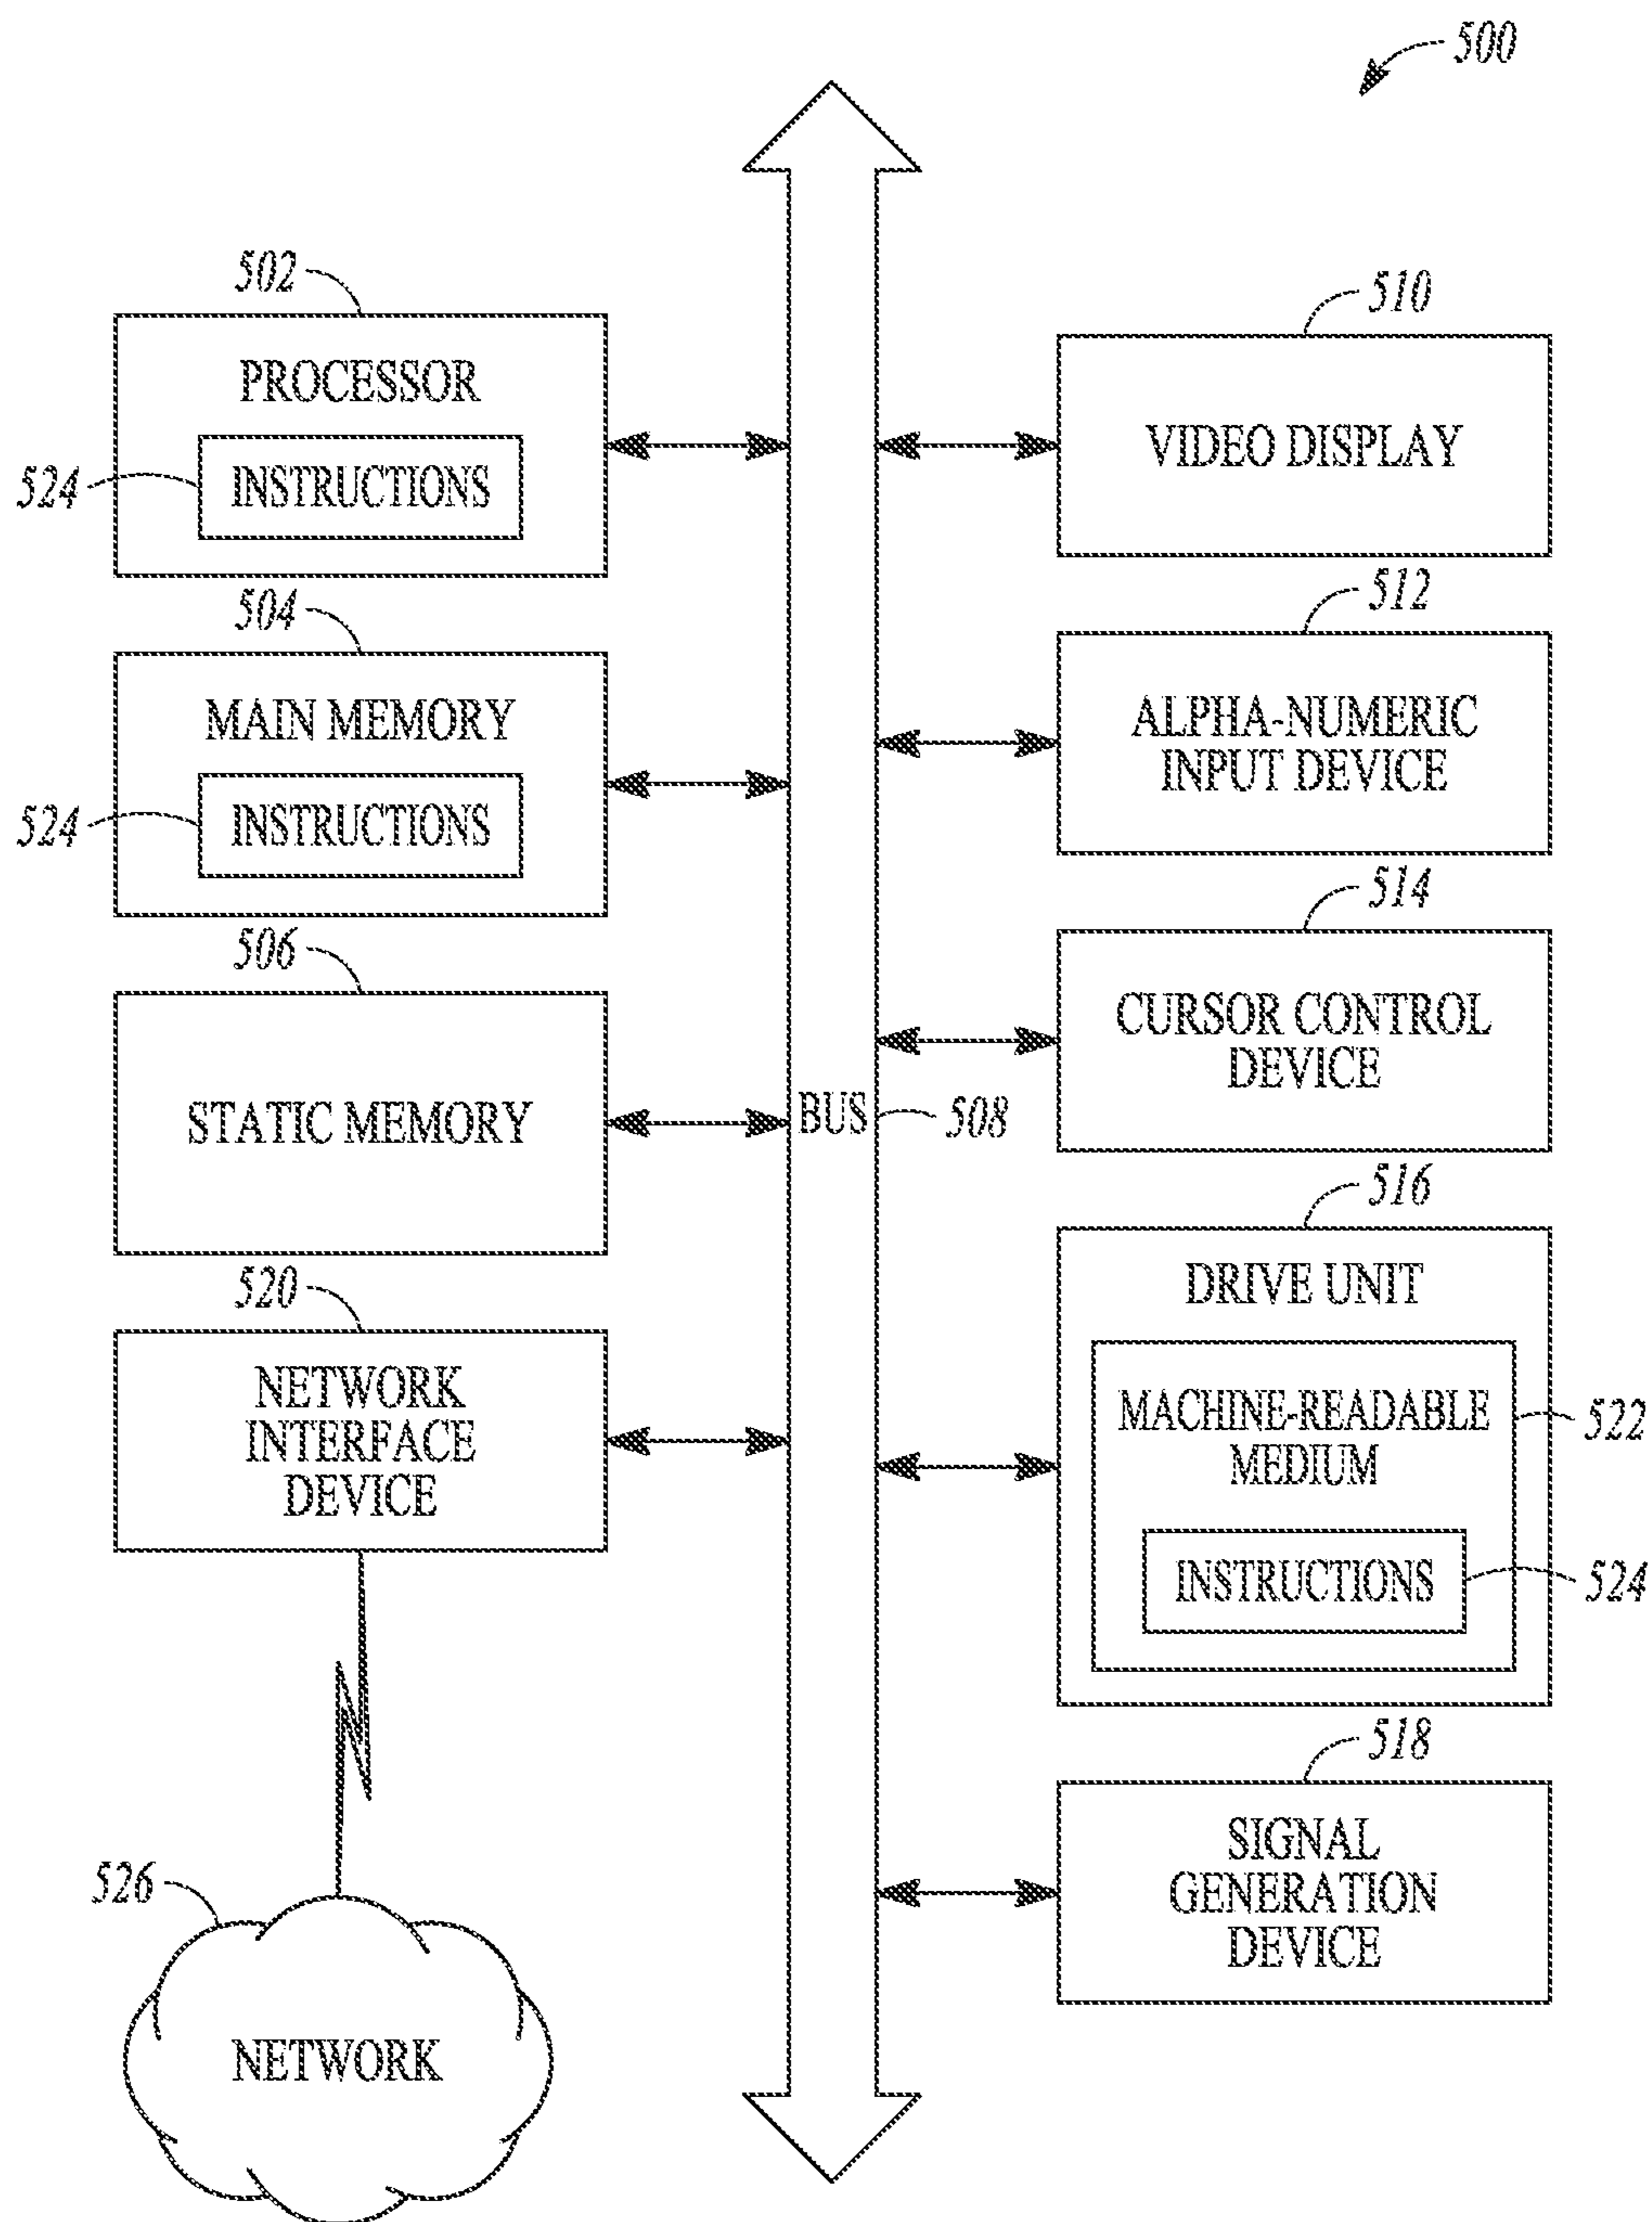 500
502
PROCESSOR
524
INSTRUCTIONS
504
MAIN MEMORY
524
INSTRUCTIONS
506
STATIC MEMORY
520
NETWORK
INTERFACE
DEVICE
526
NETWORK
BUS
508
510
VIDEO DISPLAY
512
ALPHA-NUMERIC
INPUT DEVICE
514
CURSOR CONTROL
DEVICE
516
DRIVE UNIT
MACHINE-READABLE
MEDIUM
522
INSTRUCTIONS
524
518
SIGNAL
GENERATION
DEVICE